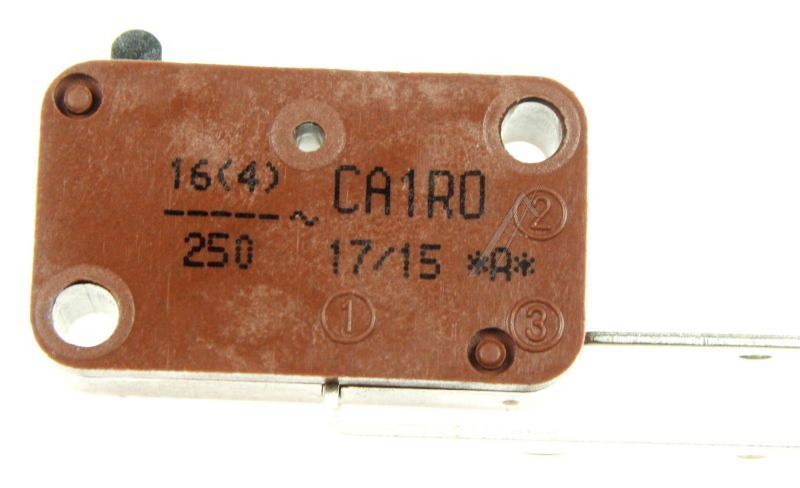 16(4)
----- ~ CA1R0
250
17/15 *R*
2
1
3